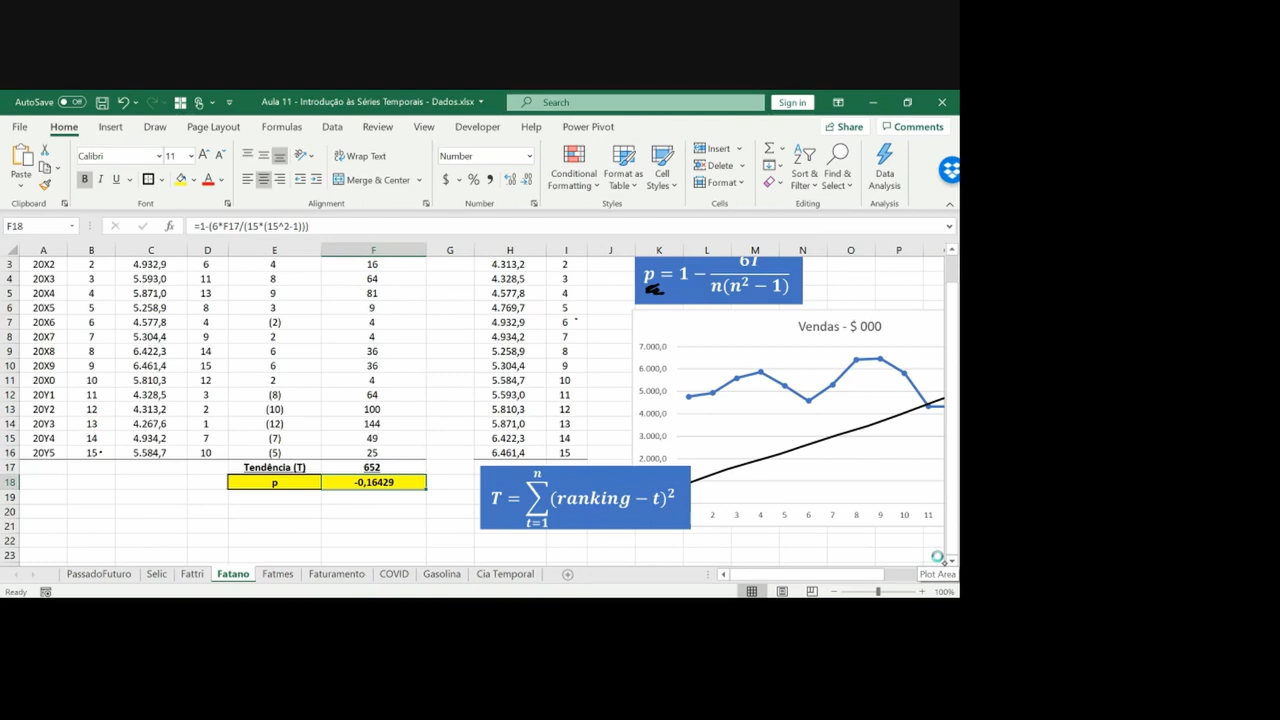 AutoSave Off
Aula 11 - Introdução às Séries Temporais - Dados.xlsx
Search
Sign in
File Home Insert Draw Page Layout Formulas Data Review View Developer Help Power Pivot
Share Comments
Paste
Calibri 11
Wrap Text
Merge & Center
Number
Conditional Formatting
Format as Table
Cell Styles
Insert
Delete
Format
Sort & Filter
Find & Select
Data Analysis
Clipboard Font Alignment Number Styles Cells Editing Analysis
F18 fx =1-(6*F17/(15*(15^2-1)))
A B C D E F G H I J K L M N O P
3 20X2 2 4.932,9 6 4 16 4.313,2 2
4 20X3 3 5.593,0 11 8 64 4.328,5 3
5 20X4 4 5.871,0 13 9 81 4.577,8 4
6 20X5 5 5.258,9 8 3 9 4.769,7 5
7 20X6 6 4.577,8 4 (2) 4 4.932,9 6
8 20X7 7 5.304,4 9 2 4 4.934,2 7
9 20X8 8 6.422,3 14 6 36 5.258,9 8
10 20X9 9 6.461,4 15 6 36 5.304,4 9
11 20X0 10 5.810,3 12 2 4 5.584,7 10
12 20Y1 11 4.328,5 3 (8) 64 5.593,0 11
13 20Y2 12 4.313,2 2 (10) 100 5.810,3 12
14 20Y3 13 4.267,6 1 (12) 144 5.871,0 13
15 20Y4 14 4.934,2 7 (7) 49 6.422,3 14
16 20Y5 15 5.584,7 10 (5) 25 6.461,4 15
17 Tendência (T) 652
18 p -0,16429
19
20
21
22
23
p = 1 − 6T / n(n² − 1)
Vendas - $ 000
7.000,0
6.000,0
5.000,0
4.000,0
3.000,0
2.000,0
2 3 4 5 6 7 8 9 10 11
T = ∑ t=1 n (ranking − t)²
Plot Area
PassadoFuturo Selic Fattri Fatano Fatmes Faturamento COVID Gasolina Cia Temporal
Ready
100%